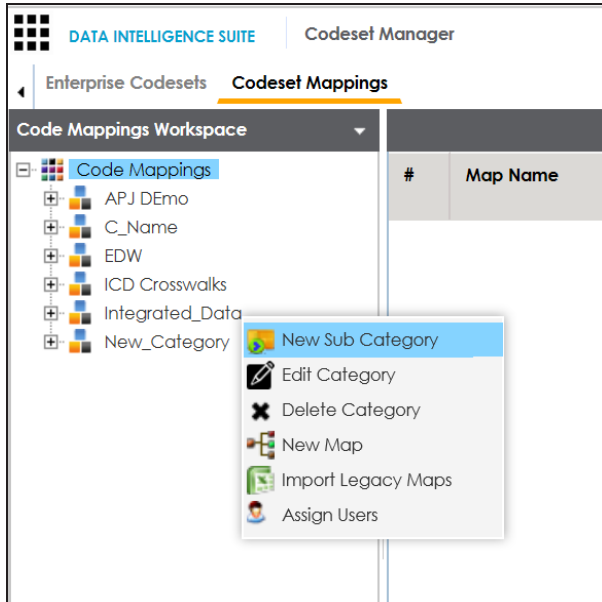 DATA INTELLIGENCE SUITE Codeset Manager
Enterprise Codesets Codeset Mappings
Code Mappings Workspace
# Map Name
Code Mappings
APJ DEmo
C_Name
EDW
ICD Crosswalks
Integrated_Data
New_Category
New Sub Category
Edit Category
Delete Category
New Map
Import Legacy Maps
Assign Users